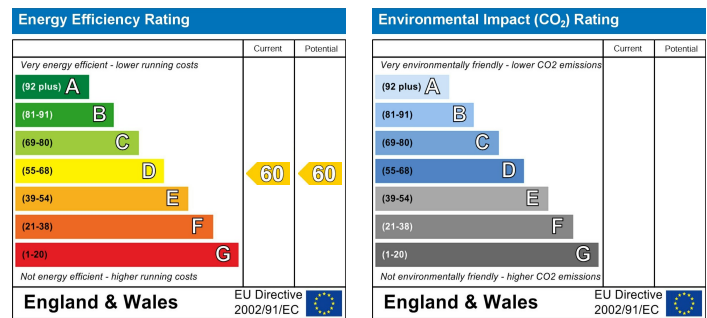 Energy Efficiency Rating
Current Potential
Very energy efficient - lower running costs
(92 plus) A
(81-91) B
(69-80) C
(55-68) D
(39-54) E
(21-38) F
(1-20) G
60 60
Not energy efficient - higher running costs
England & Wales
EU Directive
2002/91/EC
Environmental Impact (CO₂) Rating
Current Potential
Very environmentally friendly - lower CO2 emissions
(92 plus) A
(81-91) B
(69-80) C
(55-68) D
(39-54) E
(21-38) F
(1-20) G
Not environmentally friendly - higher CO2 emissions
England & Wales
EU Directive
2002/91/EC